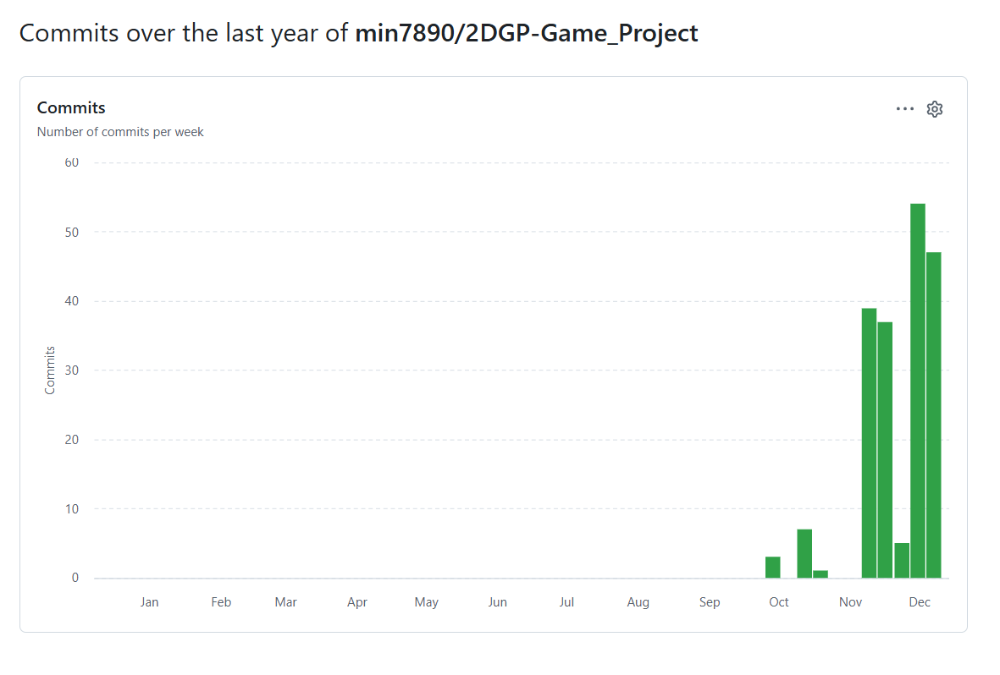 Commits over the last year of min7890/2DGP-Game_Project
Commits
Number of commits per week
60
50
40
30
20
10
0
Commits
Jan Feb Mar Apr May Jun Jul Aug Sep Oct Nov Dec